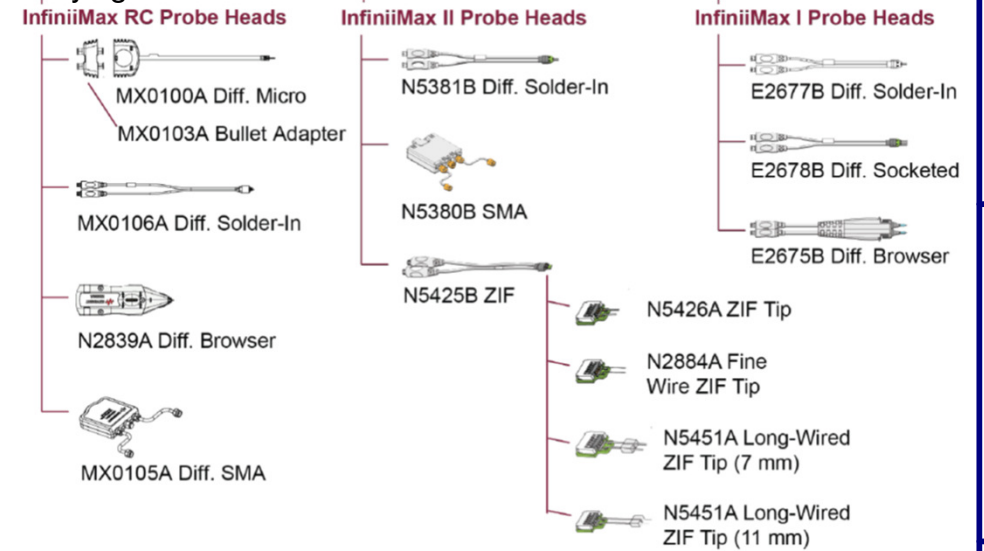 InfiniiMax RC Probe Heads
MX0100A Diff. Micro
MX0103A Bullet Adapter
MX0106A Diff. Solder-In
N2839A Diff. Browser
MX0105A Diff. SMA
InfiniiMax II Probe Heads
N5381B Diff. Solder-In
N5380B SMA
N5425B ZIF
N5426A ZIF Tip
N2884A Fine
Wire ZIF Tip
N5451A Long-Wired
ZIF Tip (7 mm)
N5451A Long-Wired
ZIF Tip (11 mm)
InfiniiMax I Probe Heads
E2677B Diff. Solder-In
E2678B Diff. Socketed
E2675B Diff. Browser